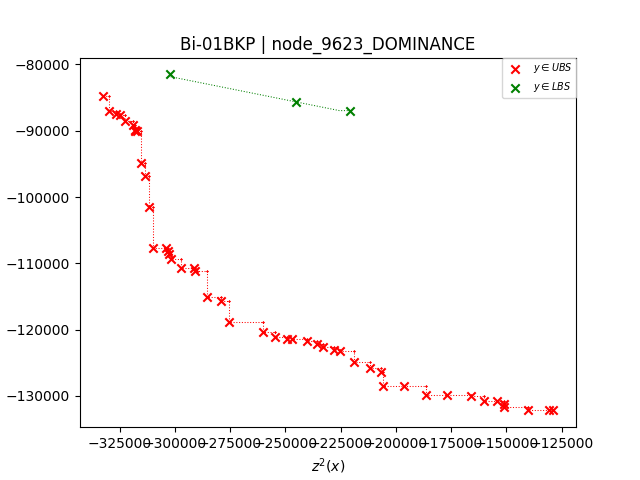 Bi-01BKP | node_9623_DOMINANCE
y ∈ UBS
y ∈ LBS
−80000
−90000
−100000
−110000
−120000
−130000
−325000 −300000 −275000 −250000 −225000 −200000 −175000 −150000 −125000
z²(x)